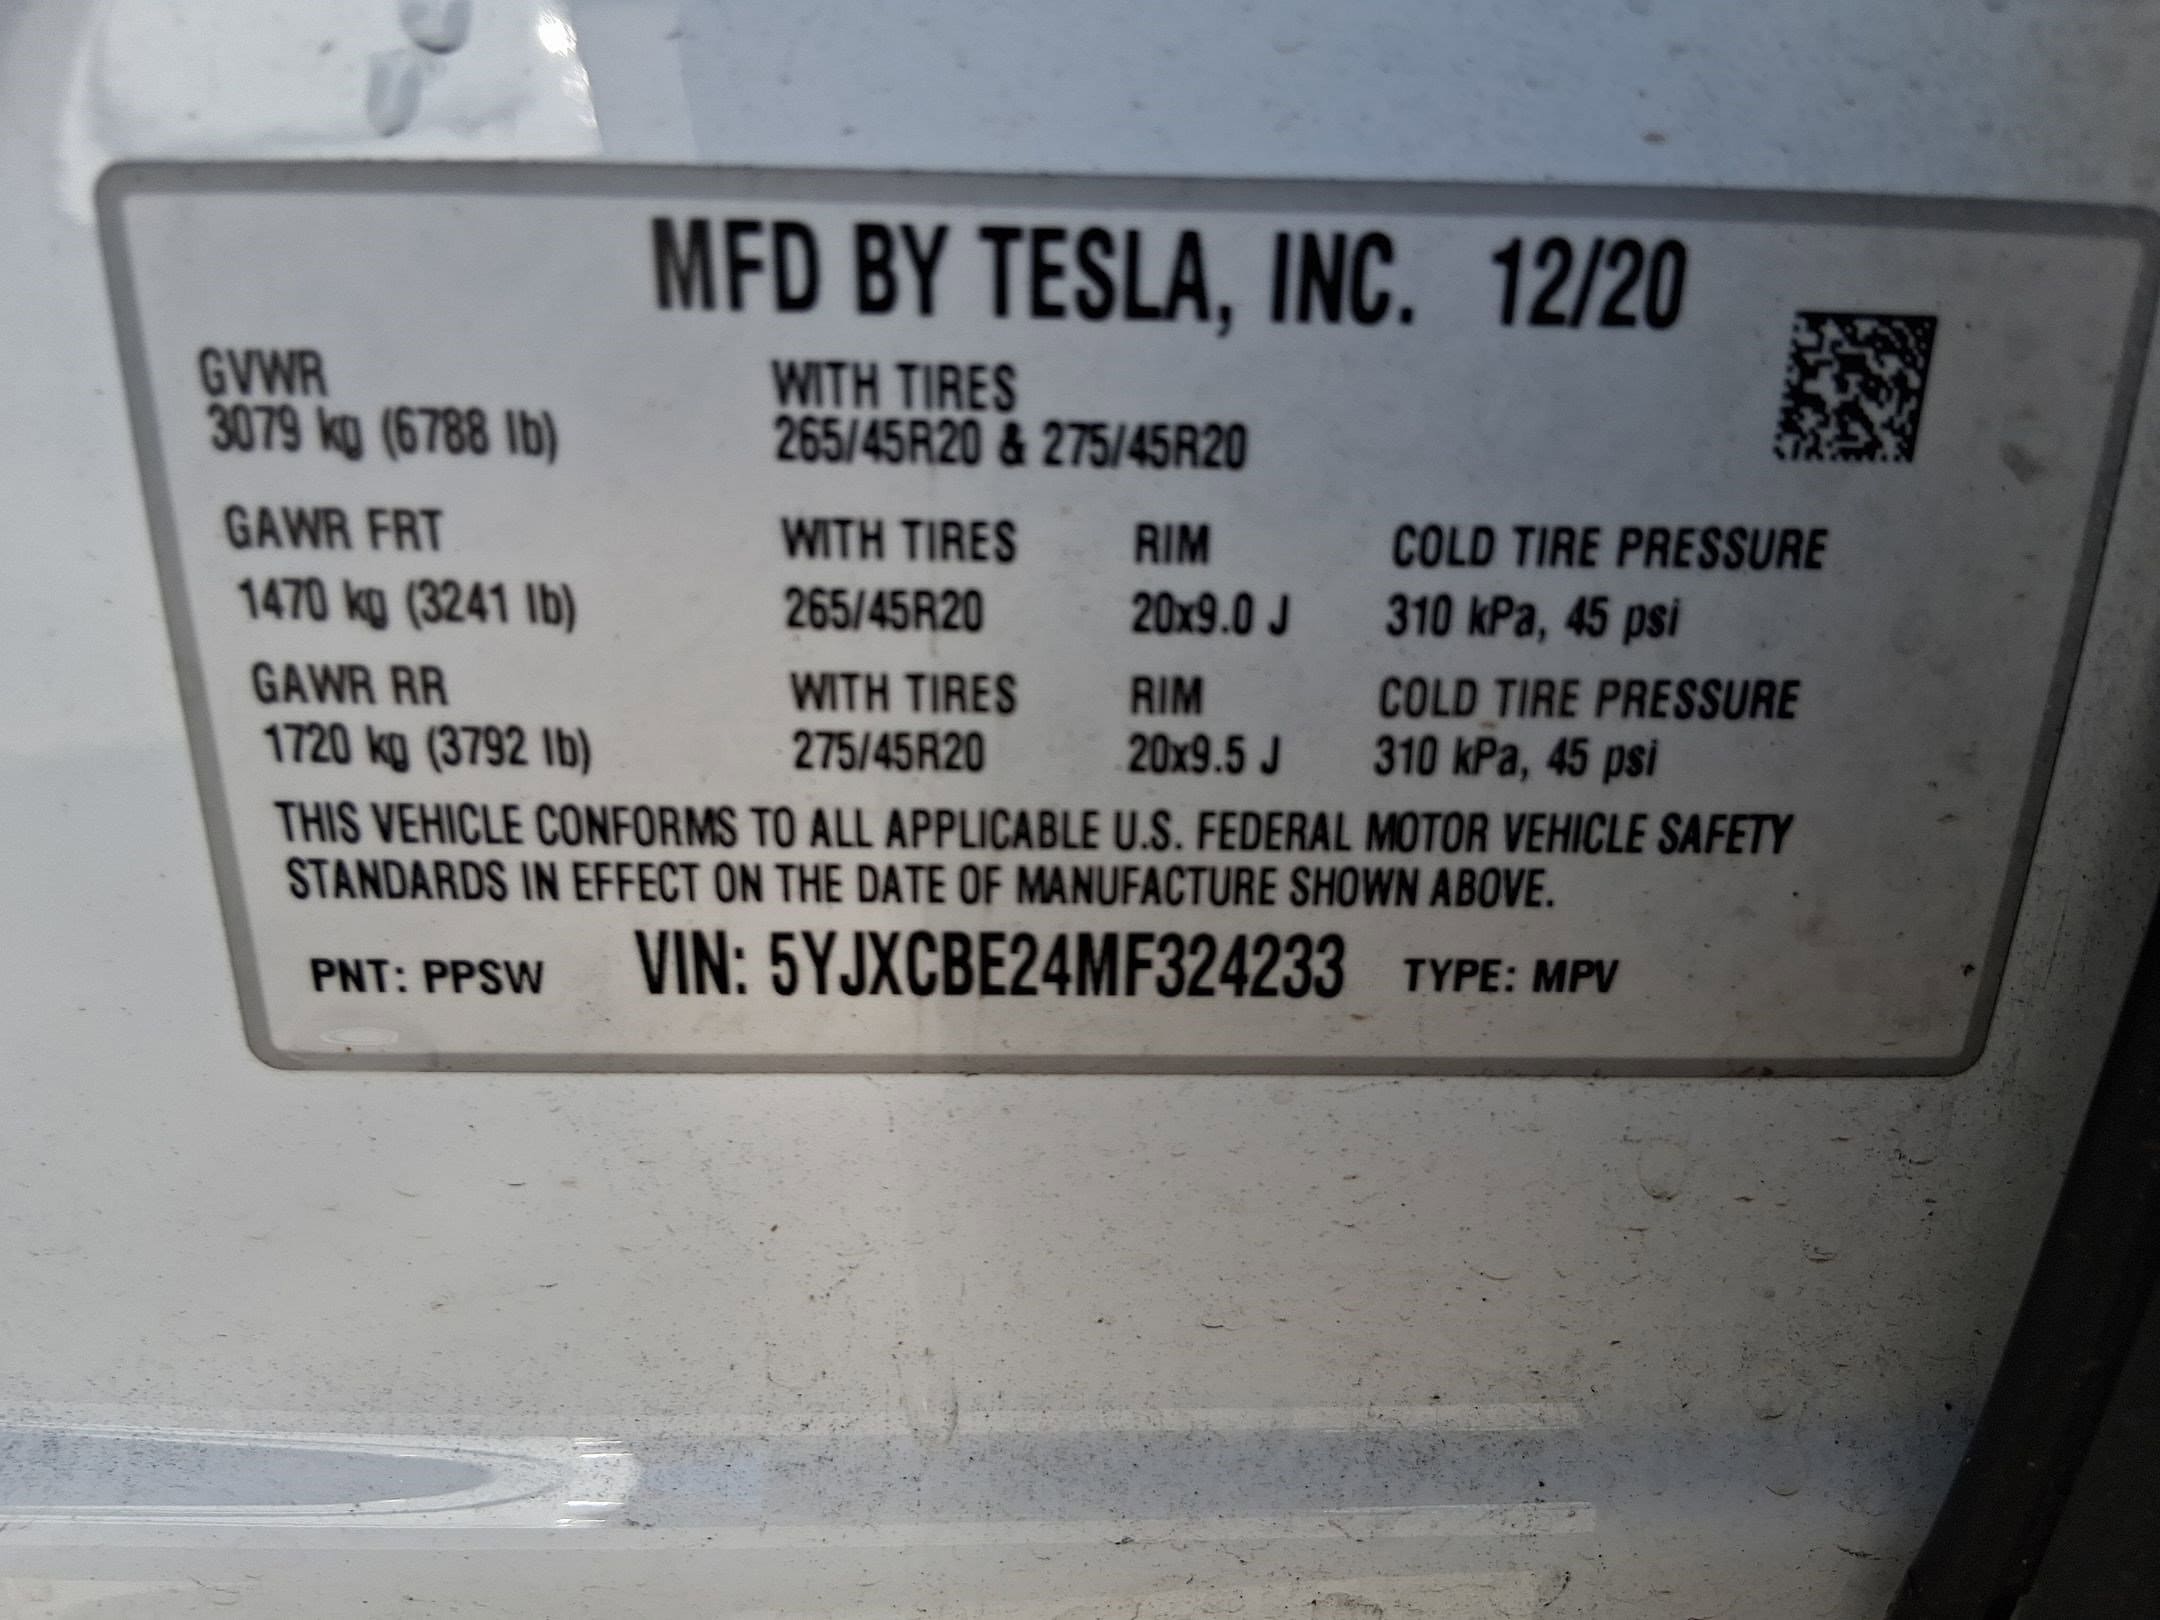 MFD BY TESLA, INC. 12/20
GVWR WITH TIRES
3079 kg (6788 lb) 265/45R20 & 275/45R20
GAWR FRT WITH TIRES RIM COLD TIRE PRESSURE
1470 kg (3241 lb) 265/45R20 20x9.0 J 310 kPa, 45 psi
GAWR RR WITH TIRES RIM COLD TIRE PRESSURE
1720 kg (3792 lb) 275/45R20 20x9.5 J 310 kPa, 45 psi
THIS VEHICLE CONFORMS TO ALL APPLICABLE U.S. FEDERAL MOTOR VEHICLE SAFETY
STANDARDS IN EFFECT ON THE DATE OF MANUFACTURE SHOWN ABOVE.
PNT: PPSW VIN: 5YJXCBE24MF324233 TYPE: MPV